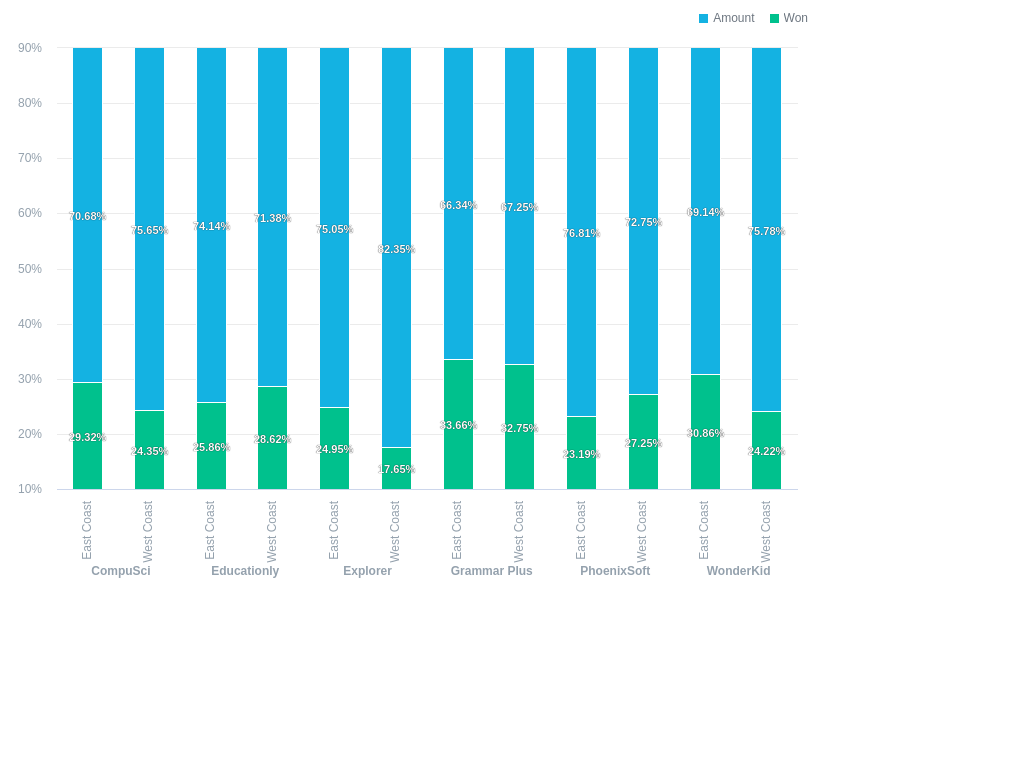 Amount Won
90%
80%
70%
60%
50%
40%
30%
20%
10%
70.68% 75.65% 74.14% 71.38% 75.05% 82.35% 66.34% 67.25% 76.81% 72.75% 69.14% 75.78%
29.32% 24.35% 25.86% 28.62% 24.95% 17.65% 33.66% 32.75% 23.19% 27.25% 30.86% 24.22%
East Coast West Coast East Coast West Coast East Coast West Coast East Coast West Coast East Coast West Coast East Coast West Coast
CompuSci Educationly Explorer Grammar Plus PhoenixSoft WonderKid